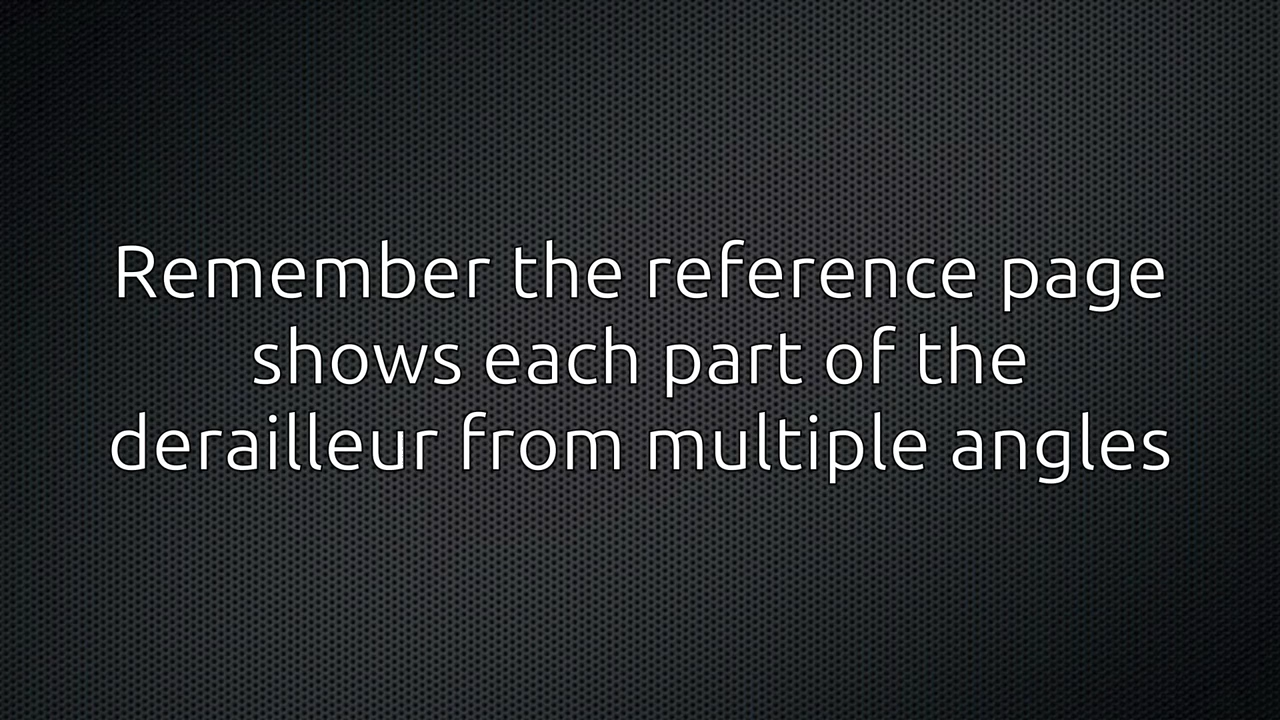 Remember the reference page
shows each part of the
derailleur from multiple angles